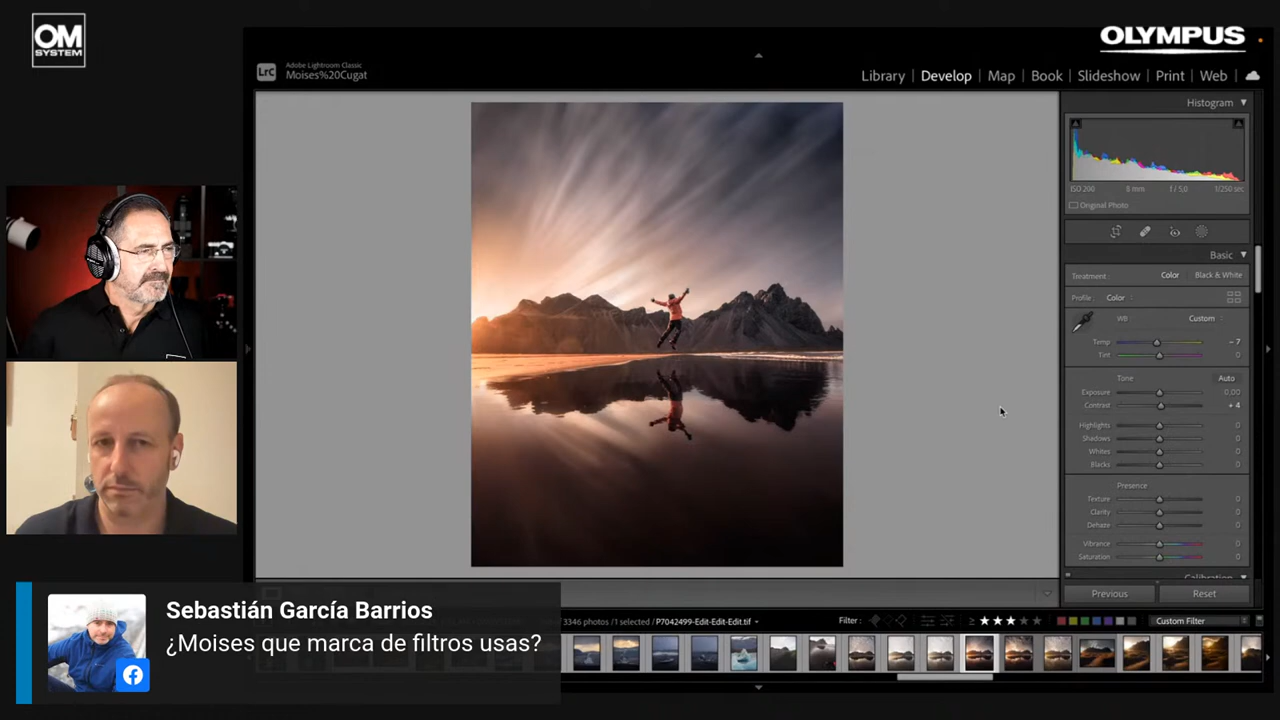 OM
SYSTEM
OLYMPUS
LrC
Adobe Lightroom Classic
Moises%20Cugat
Library | Develop | Map | Book | Slideshow | Print | Web
Histogram
ISO 200 8 mm f / 5,0 1/250 sec
Original Photo
Basic
Treatment: Color Black & White
Profile: Color
WB: Custom
Temp - 7
Tint 0
Tone Auto
Exposure 0,00
Contrast + 4
Highlights 0
Shadows 0
Whites 0
Blacks 0
Presence
Texture 0
Clarity 0
Dehaze 0
Vibrance 0
Saturation 0
Calibration
Previous Reset
Sebastián García Barrios
¿Moises que marca de filtros usas?
3346 photos / 1 selected / P7042499-Edit-Edit-Edit.tif
Filter: Custom Filter